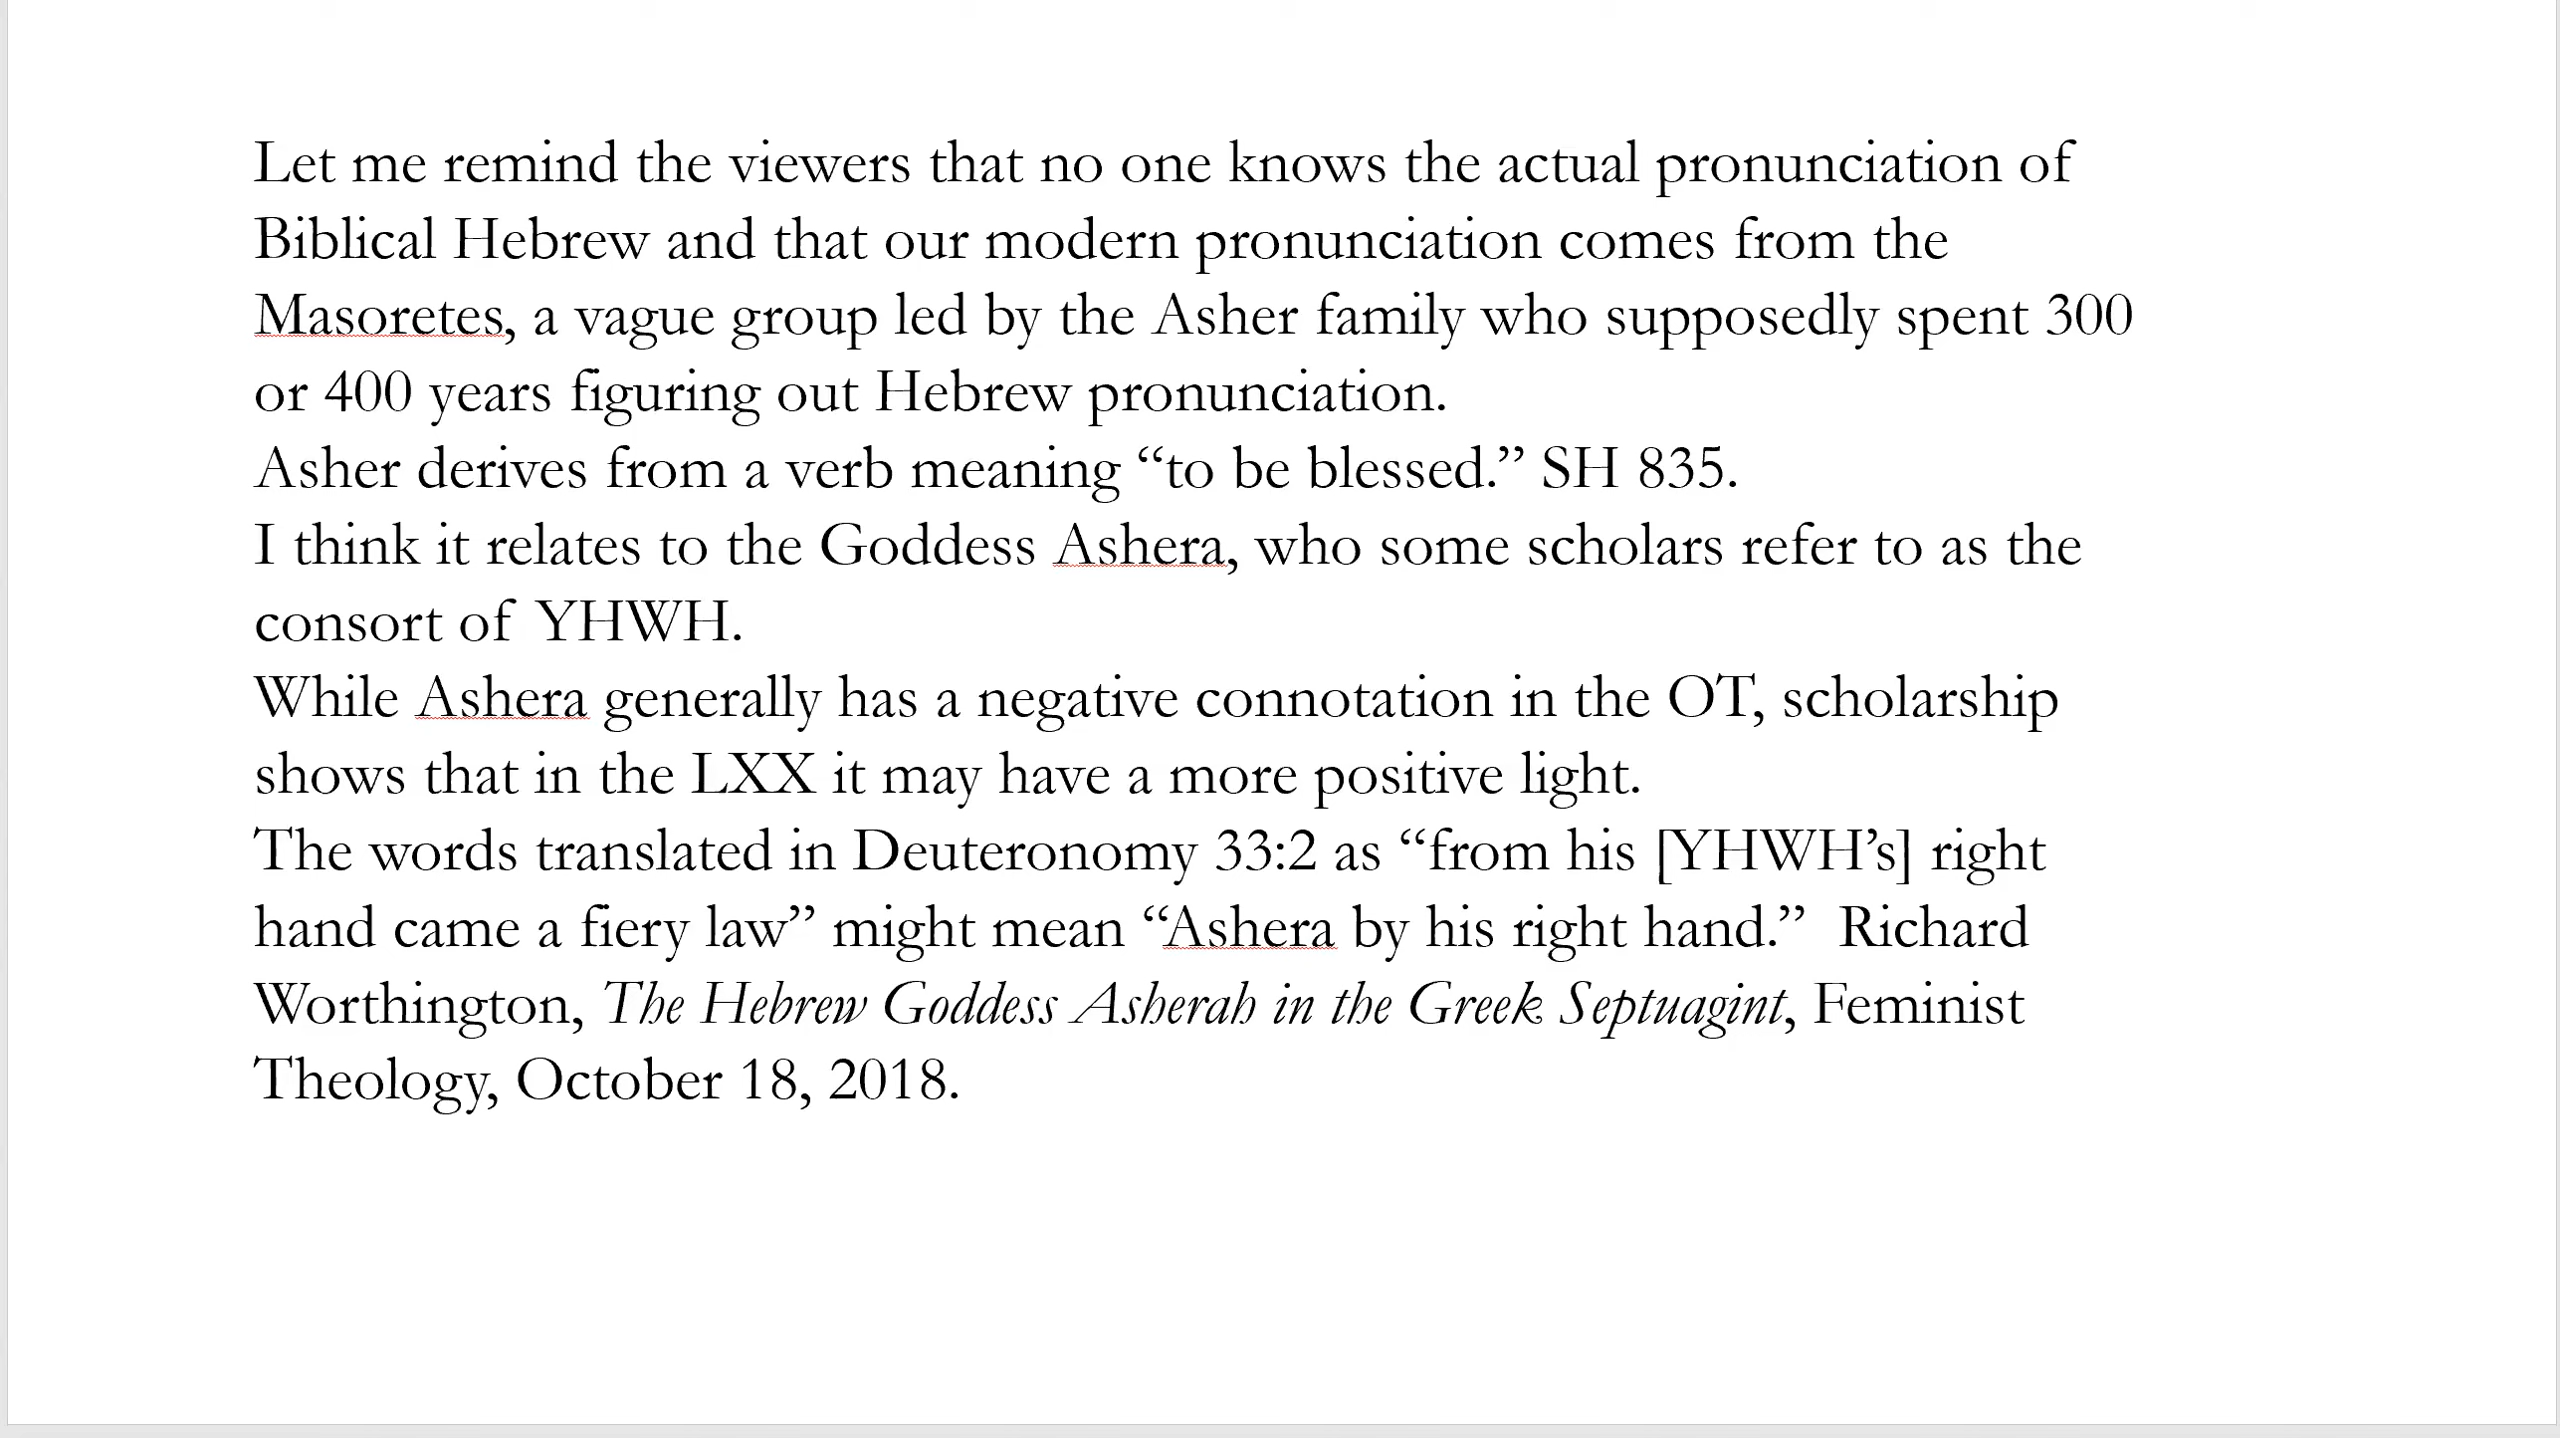 Let me remind the viewers that no one knows the actual pronunciation of
Biblical Hebrew and that our modern pronunciation comes from the
Masoretes, a vague group led by the Asher family who supposedly spent 300
or 400 years figuring out Hebrew pronunciation.
Asher derives from a verb meaning “to be blessed.” SH 835.
I think it relates to the Goddess Ashera, who some scholars refer to as the
consort of YHWH.
While Ashera generally has a negative connotation in the OT, scholarship
shows that in the LXX it may have a more positive light.
The words translated in Deuteronomy 33:2 as “from his [YHWH’s] right
hand came a fiery law” might mean “Ashera by his right hand.”  Richard
Worthington, The Hebrew Goddess Asherah in the Greek Septuagint, Feminist
Theology, October 18, 2018.